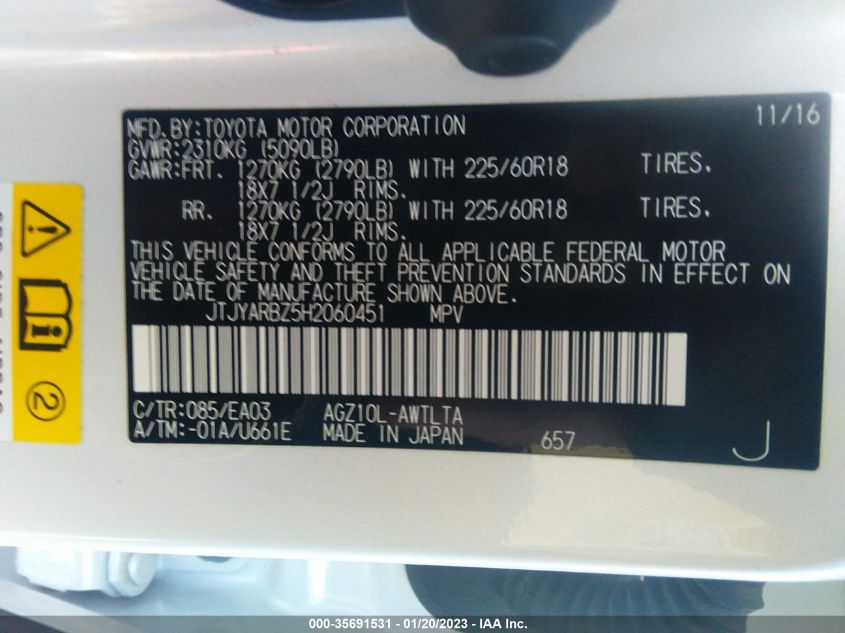 11/16
MFD. BY: TOYOTA MOTOR CORPORATION
GVWR: 2310KG (5090LB)
GAWR: FRT. 1270KG (2790LB) WITH 225/60R18 TIRES.
18X7 1/2J RIMS.
RR. 1270KG (2790LB) WITH 225/60R18 TIRES.
18X7 1/2J RIMS.
THIS VEHICLE CONFORMS TO ALL APPLICABLE FEDERAL MOTOR
VEHICLE SAFETY AND THEFT PREVENTION STANDARDS IN EFFECT ON
THE DATE OF MANUFACTURE SHOWN ABOVE.
JTJYARBZ5H2060451 MPV
C/TR: 085/EA03 AGZ10L-AWTLTA
A/TM: -01A/U661E MADE IN JAPAN 657
J
2
000-35691531 - 01/20/2023 - IAA Inc.